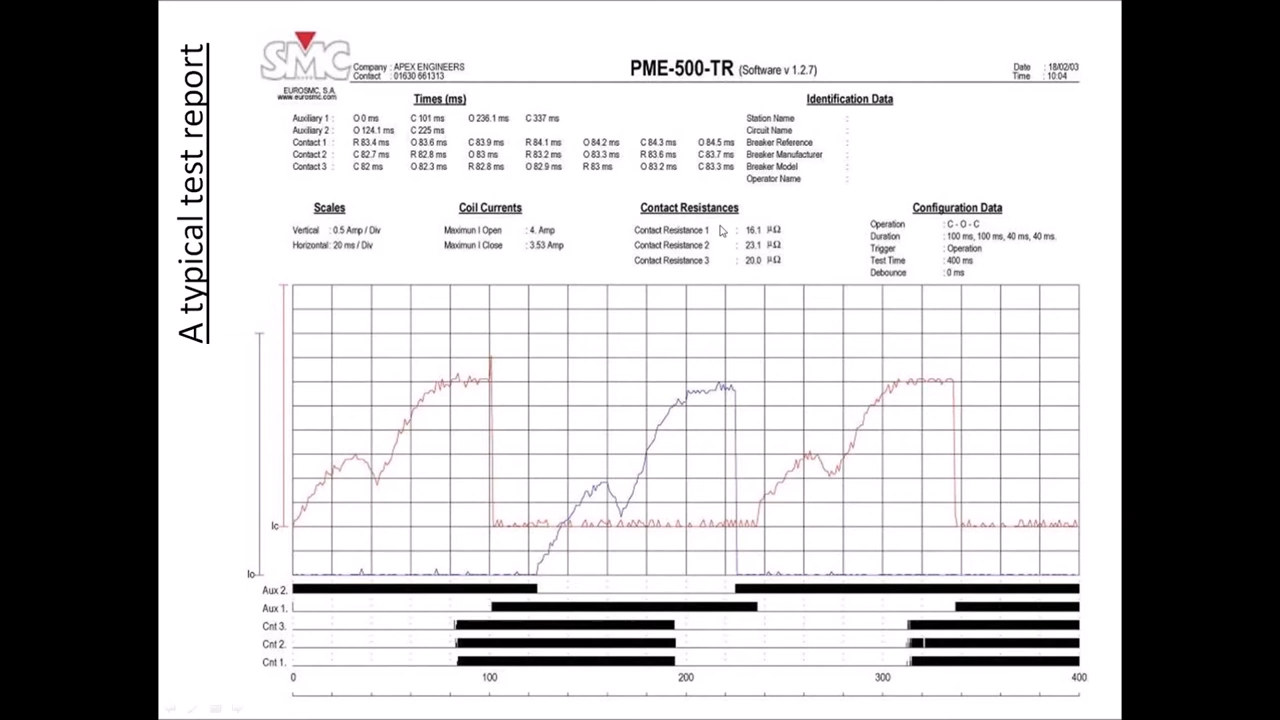 A typical test report
SMC
EUROSMC, S.A.
www.eurosmc.com
Company : APEX ENGINEERS
Contact : 01630 661313
PME-500-TR (Software v 1.2.7)
Date : 18/02/03
Time : 10:04
Times (ms)
Auxiliary 1 : O 0 ms C 101 ms O 236.1 ms C 337 ms
Auxiliary 2 : O 124.1 ms C 225 ms
Contact 1 : R 83.4 ms O 83.6 ms C 83.9 ms R 84.1 ms O 84.2 ms C 84.3 ms O 84.5 ms
Contact 2 : C 82.7 ms R 82.8 ms O 83 ms R 83.2 ms O 83.3 ms R 83.6 ms C 83.7 ms
Contact 3 : C 82 ms O 82.3 ms R 82.8 ms O 82.9 ms R 83 ms O 83.2 ms C 83.3 ms
Identification Data
Station Name :
Circuit Name :
Breaker Reference :
Breaker Manufacturer :
Breaker Model :
Operator Name :
Scales
Vertical : 0.5 Amp / Div
Horizontal: 20 ms / Div
Coil Currents
Maximun I Open : 4. Amp
Maximun I Close : 3.53 Amp
Contact Resistances
Contact Resistance 1 : 16.1 µΩ
Contact Resistance 2 : 23.1 µΩ
Contact Resistance 3 : 20.0 µΩ
Configuration Data
Operation : C - O - C
Duration : 100 ms, 100 ms, 40 ms, 40 ms.
Trigger : Operation
Test Time : 400 ms
Debounce : 0 ms
Ic
Io
Aux 2.
Aux 1.
Cnt 3.
Cnt 2.
Cnt 1.
0 100 200 300 400